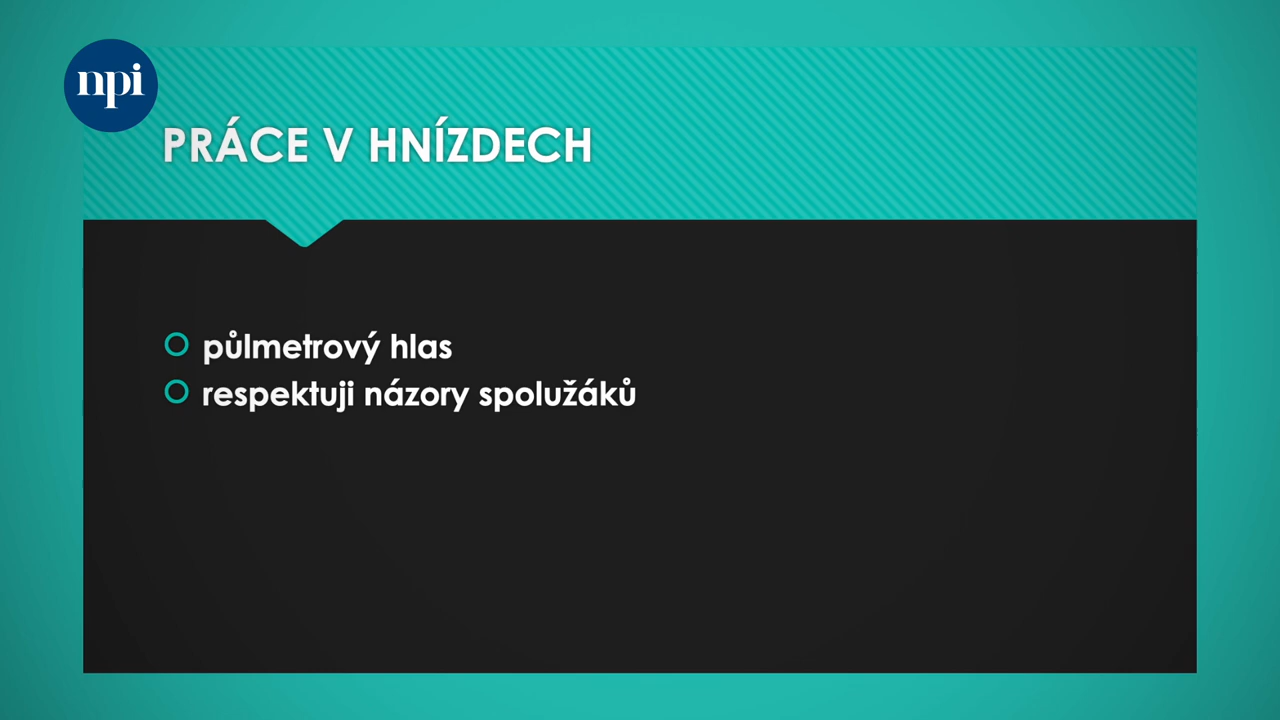 npi
PRÁCE V HNÍZDECH
půlmetrový hlas
respektuji názory spolužáků